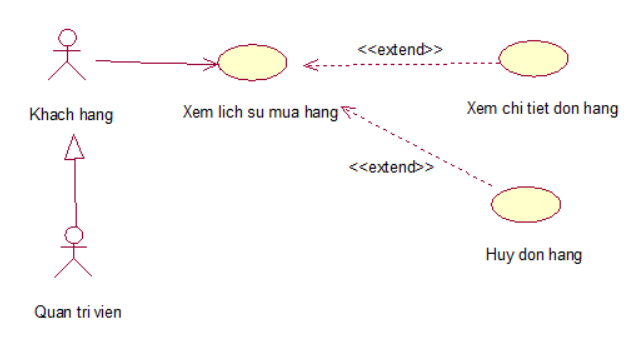 <<extend>>
Khach hang
Xem lich su mua hang
Xem chi tiet don hang
<<extend>>
Huy don hang
Quan tri vien